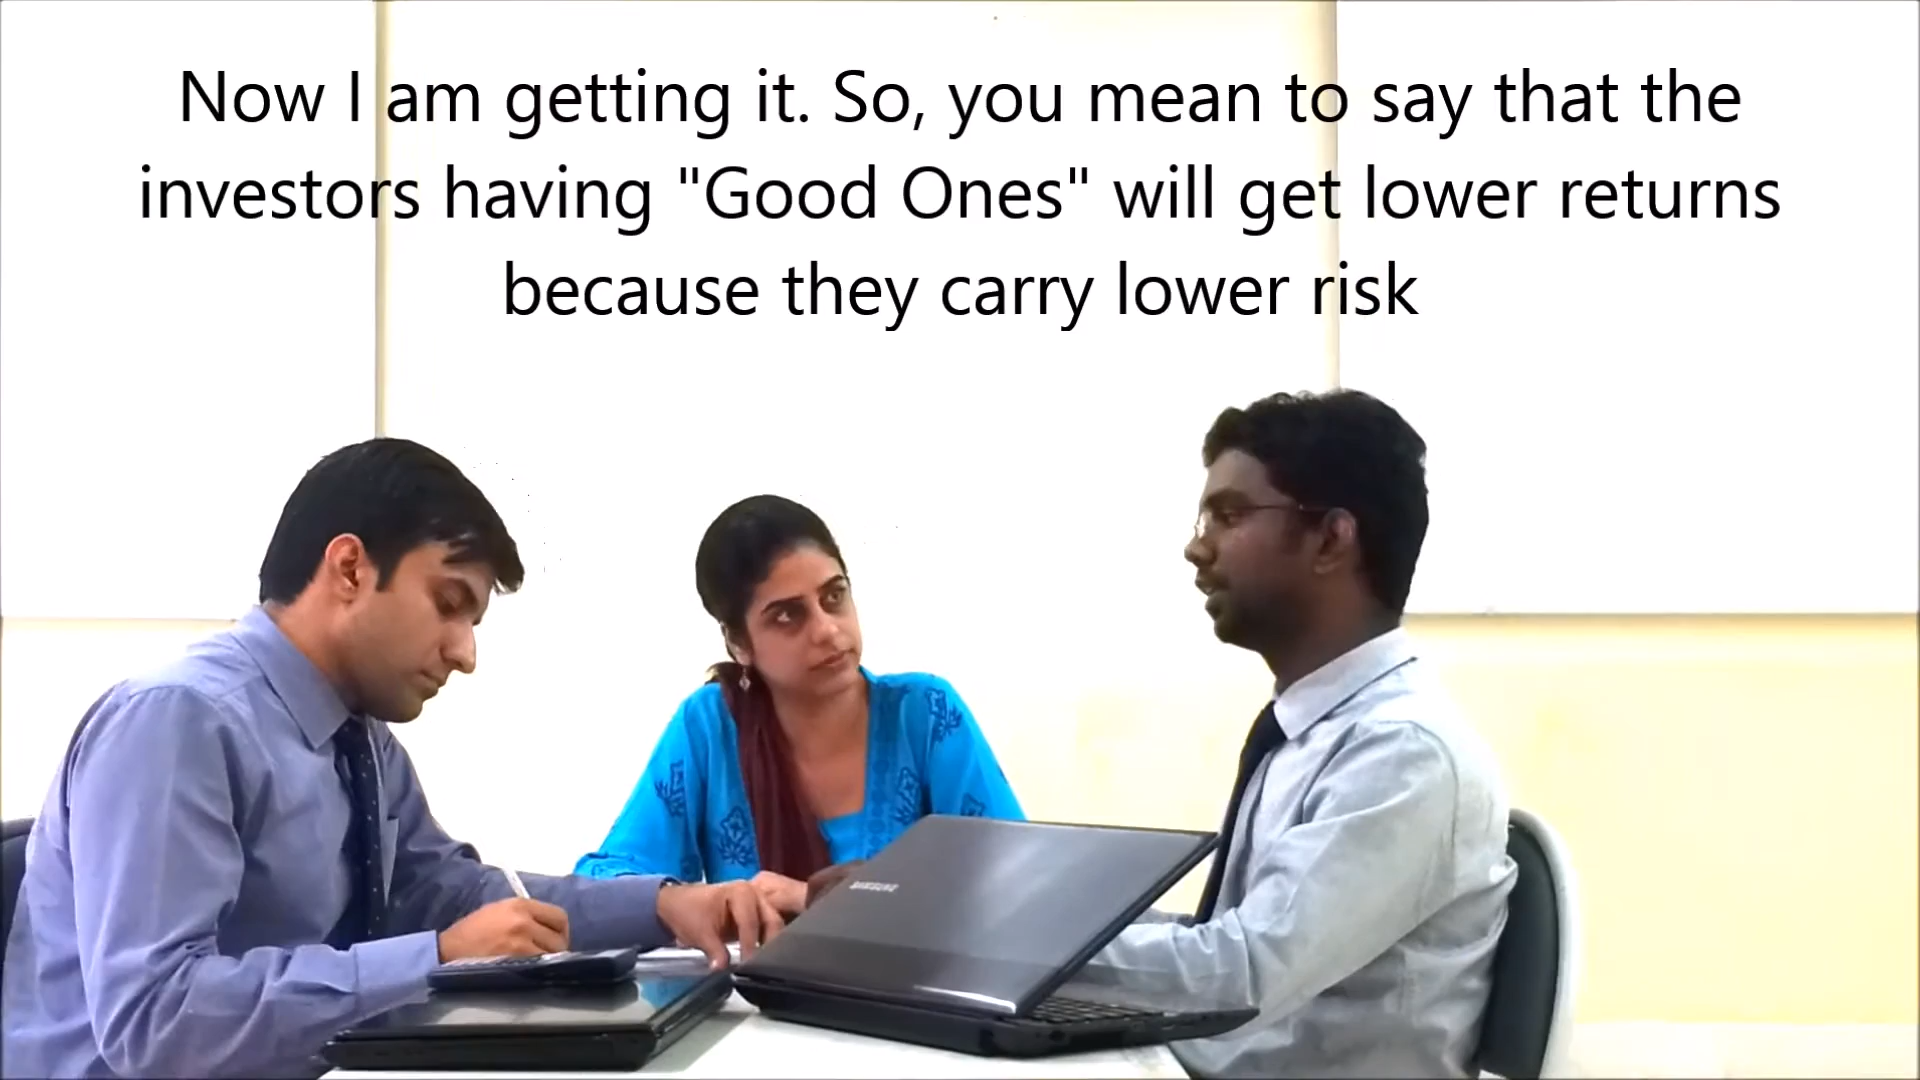 Now I am getting it. So, you mean to say that the
investors having "Good Ones" will get lower returns
because they carry lower risk
SAMSUNG